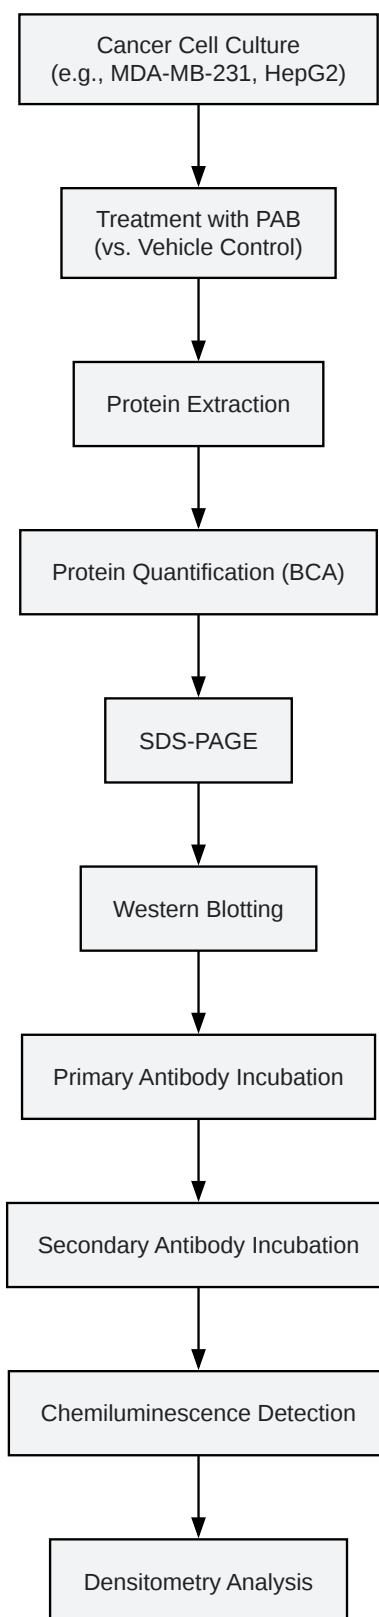 Cancer Cell Culture
(e.g., MDA-MB-231, HepG2)
Treatment with PAB
(vs. Vehicle Control)
Protein Extraction
Protein Quantification (BCA)
SDS-PAGE
Western Blotting
Primary Antibody Incubation
Secondary Antibody Incubation
Chemiluminescence Detection
Densitometry Analysis